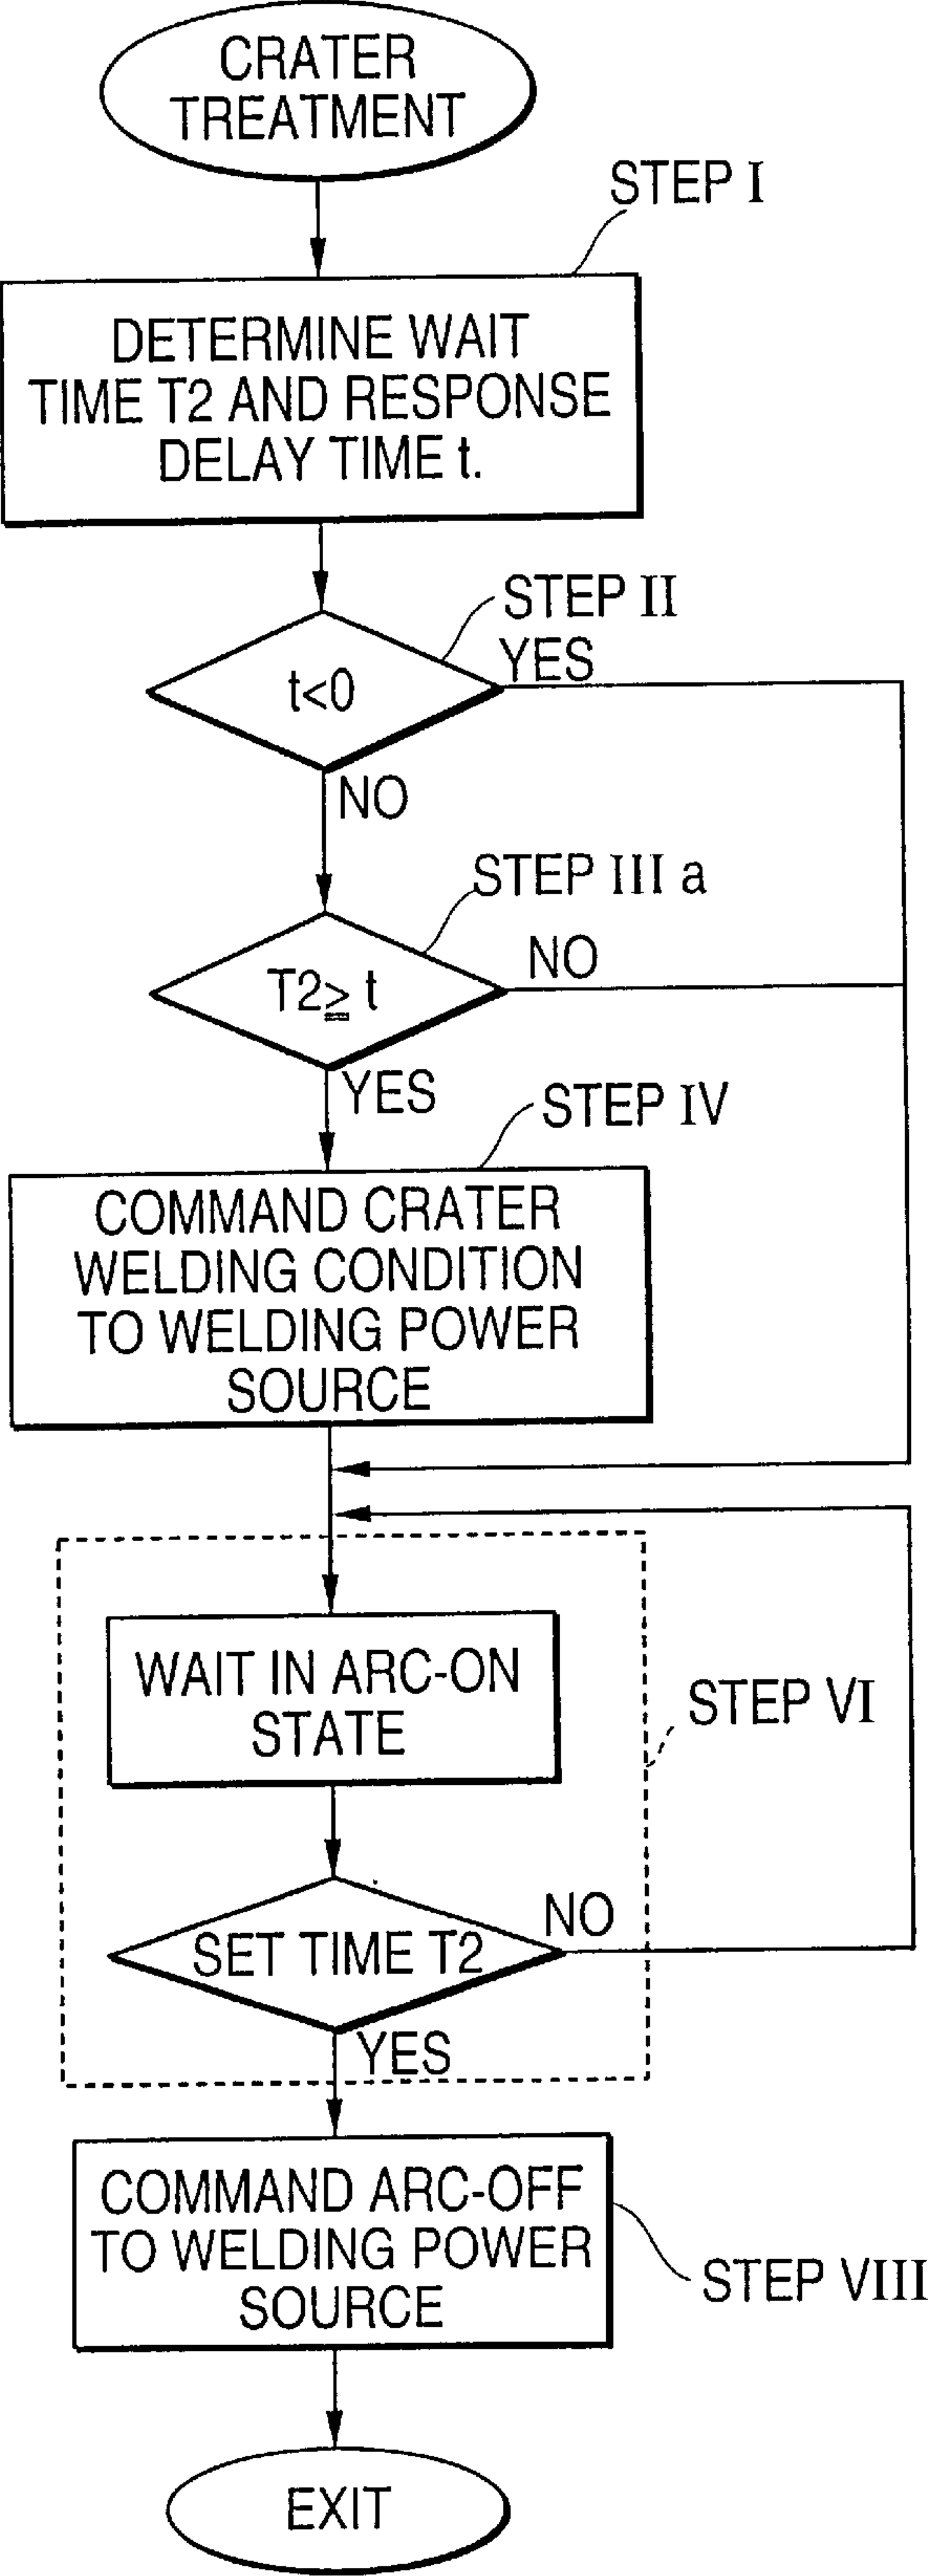 CRATER
TREATMENT
STEP I
DETERMINE WAIT
TIME T2 AND RESPONSE
DELAY TIME t.
STEP II
YES
t<0
NO
STEP III a
NO
T2≧ t
YES
STEP IV
COMMAND CRATER
WELDING CONDITION
TO WELDING POWER
SOURCE
WAIT IN ARC-ON
STATE
STEP VI
NO
SET TIME T2
YES
COMMAND ARC-OFF
TO WELDING POWER
SOURCE
STEP VIII
EXIT